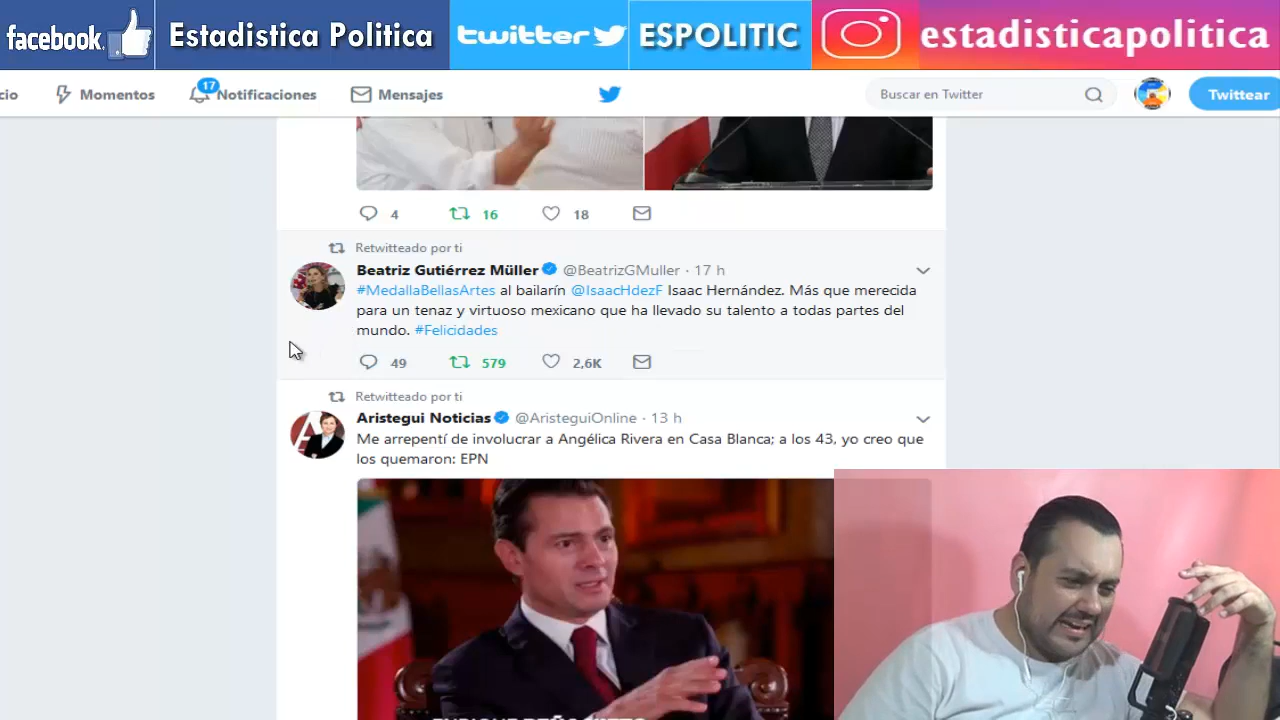 facebook. Estadistica Politica twitter ESPOLITIC estadisticapolitica
cio Momentos 17 Notificaciones Mensajes Buscar en Twitter Twittear
4 16 18
Retwitteado por ti
Beatriz Gutiérrez Müller @BeatrizGMuller · 17 h
#MedallaBellasArtes al bailarín @IsaacHdezF Isaac Hernández. Más que merecida
para un tenaz y virtuoso mexicano que ha llevado su talento a todas partes del
mundo. #Felicidades
49 579 2,6K
Retwitteado por ti
Aristegui Noticias @AristeguiOnline · 13 h
Me arrepentí de involucrar a Angélica Rivera en Casa Blanca; a los 43, yo creo que
los quemaron: EPN
ENRIQUE PEÑA NIETO